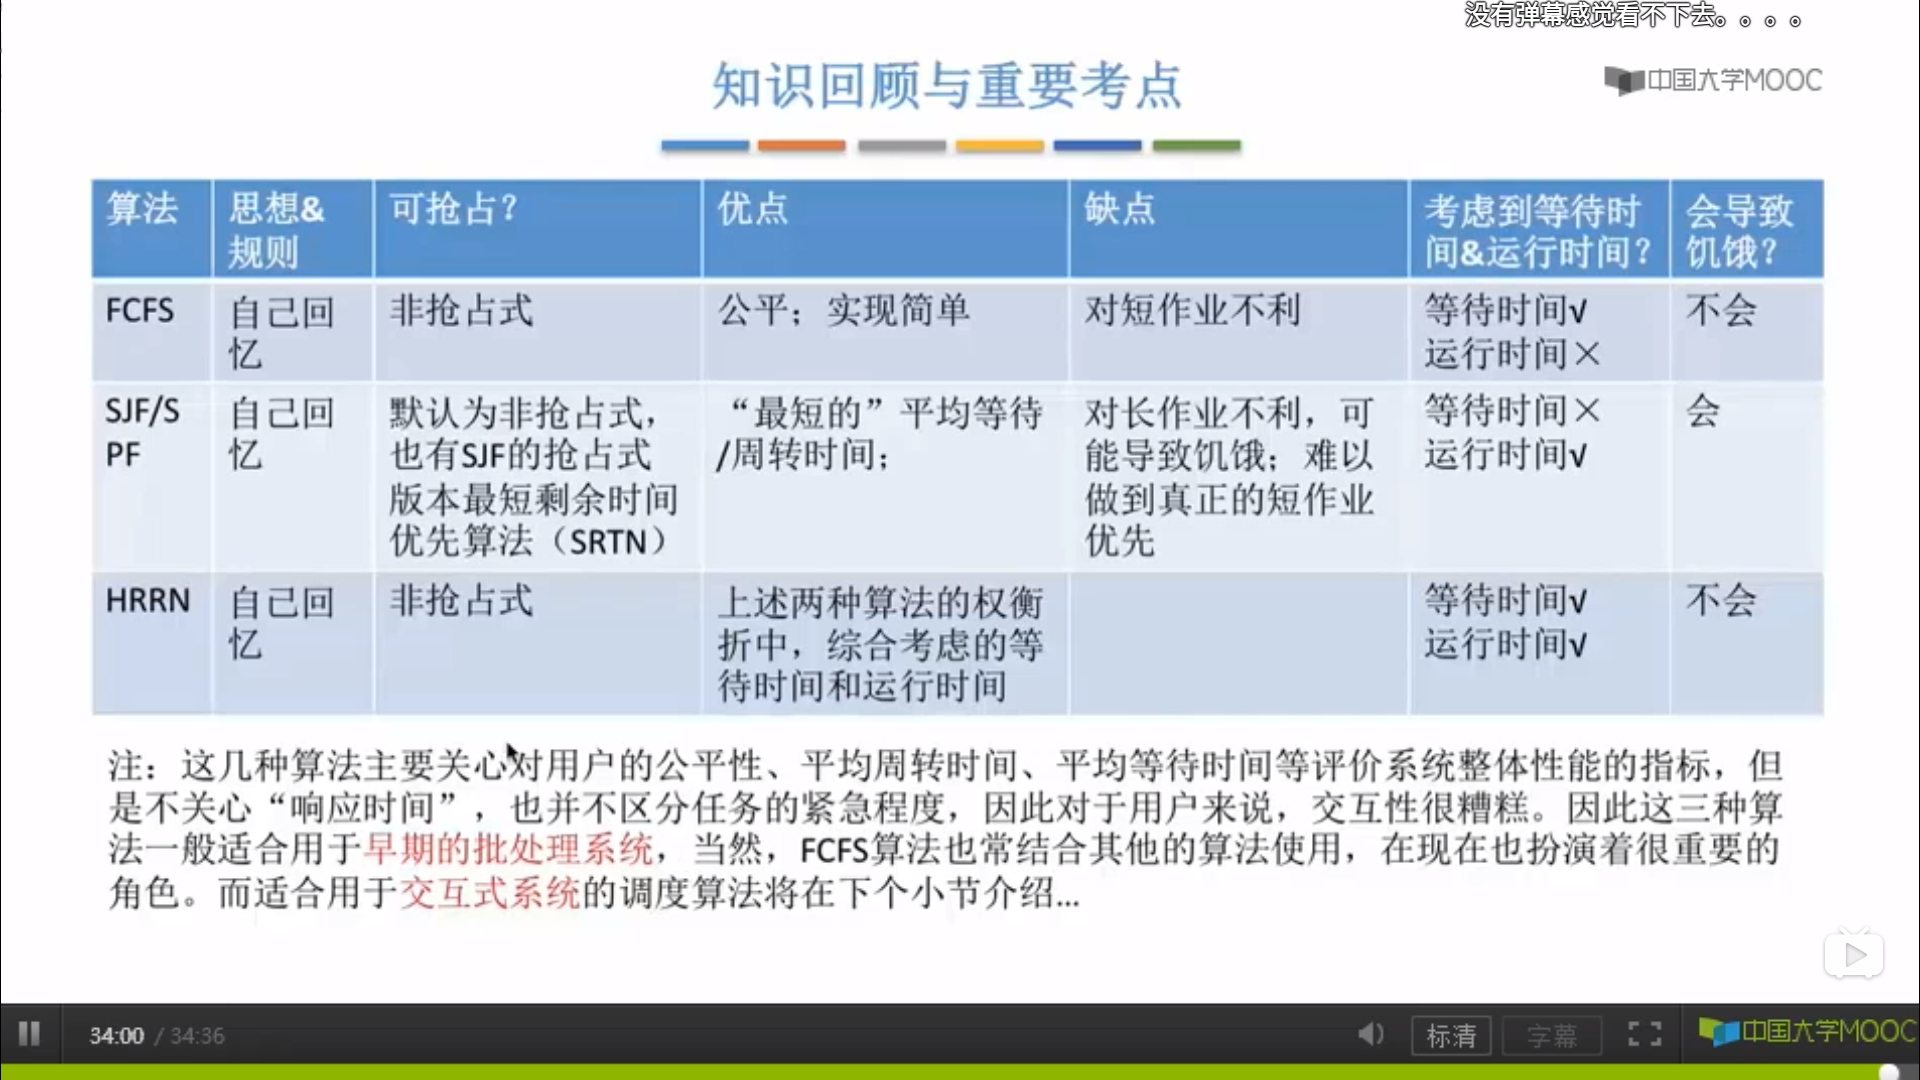 没有弹幕感觉看不下去。。。。
知识回顾与重要考点
中国大学MOOC
算法
思想&
规则
可抢占?
优点
缺点
考虑到等待时
间&运行时间?
会导致
饥饿?
FCFS
自己回
忆
非抢占式
公平；实现简单
对短作业不利
等待时间√
运行时间×
不会
SJF/S
PF
自己回
忆
默认为非抢占式，
也有SJF的抢占式
版本最短剩余时间
优先算法（SRTN）
“最短的”平均等待
/周转时间；
对长作业不利，可
能导致饥饿；难以
做到真正的短作业
优先
等待时间×
运行时间√
会
HRRN
自己回
忆
非抢占式
上述两种算法的权衡
折中，综合考虑的等
待时间和运行时间
等待时间√
运行时间√
不会
注：这几种算法主要关心对用户的公平性、平均周转时间、平均等待时间等评价系统整体性能的指标，但
是不关心“响应时间”，也并不区分任务的紧急程度，因此对于用户来说，交互性很糟糕。因此这三种算
法一般适合用于早期的批处理系统，当然，FCFS算法也常结合其他的算法使用，在现在也扮演着很重要的
角色。而适合用于交互式系统的调度算法将在下个小节介绍...
34:00 / 34:36
标清
字幕
中国大学MOOC